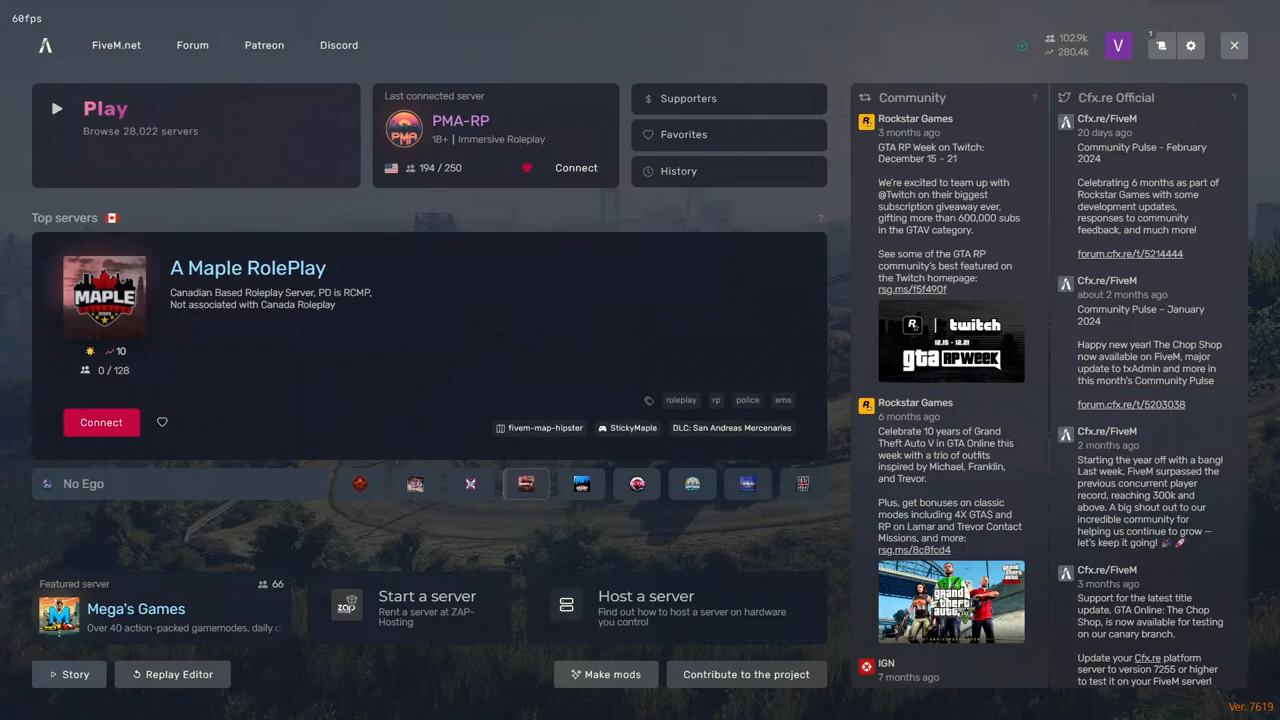 60fps
FiveM.net
Forum
Patreon
Discord
102.9k
280.4k
V
1
Play
Browse 28,022 servers
Last connected server
PMA
PMA-RP
18+ | Immersive Roleplay
194 / 250
Connect
$ Supporters
Favorites
History
Top servers
?
MAPLE
A Maple RolePlay
Canadian Based Roleplay Server, PD is RCMP,
Not associated with Canada Roleplay
10
0 / 128
Connect
roleplay
rp
police
ems
fivem-map-hipster
StickyMaple
DLC: San Andreas Mercenaries
No Ego
Featured server
66
Mega's Games
Over 40 action-packed gamemodes, daily c
ZAP
Start a server
Rent a server at ZAP-
Hosting
Host a server
Find out how to host a server on hardware
you control
Story
Replay Editor
Make mods
Contribute to the project
Community
?
Rockstar Games
3 months ago
GTA RP Week on Twitch:
December 15 – 21
We're excited to team up with
@Twitch on their biggest
subscription giveaway ever,
gifting more than 600,000 subs
in the GTAV category.
See some of the GTA RP
community's best featured on
the Twitch homepage:
rsg.ms/f5f490f
R* | twitch
12.15 - 12.21
gta RP WEEK
Rockstar Games
6 months ago
Celebrate 10 years of Grand
Theft Auto V in GTA Online this
week with a trio of outfits
inspired by Michael, Franklin,
and Trevor.
Plus, get bonuses on classic
modes including 4X GTA$ and
RP on Lamar and Trevor Contact
Missions, and more:
rsg.ms/8c8fcd4
grand
theft
auto
IGN
7 months ago
Cfx.re Official
?
Cfx.re/FiveM
20 days ago
Community Pulse - February
2024
Celebrating 6 months as part of
Rockstar Games with some
development updates,
responses to community
feedback, and much more!
forum.cfx.re/t/5214444
Cfx.re/FiveM
about 2 months ago
Community Pulse – January
2024
Happy new year! The Chop Shop
now available on FiveM, major
update to txAdmin and more in
this month's Community Pulse
forum.cfx.re/t/5203038
Cfx.re/FiveM
2 months ago
Starting the year off with a bang!
Last week, FiveM surpassed the
previous concurrent player
record, reaching 300k and
above. A big shout out to our
incredible community for
helping us continue to grow —
let's keep it going! 🎉 🚀
Cfx.re/FiveM
3 months ago
Support for the latest title
update, GTA Online: The Chop
Shop, is now available for testing
on our canary branch.
Update your Cfx.re platform
server to version 7255 or higher
to test it on your FiveM server!
Ver. 7619